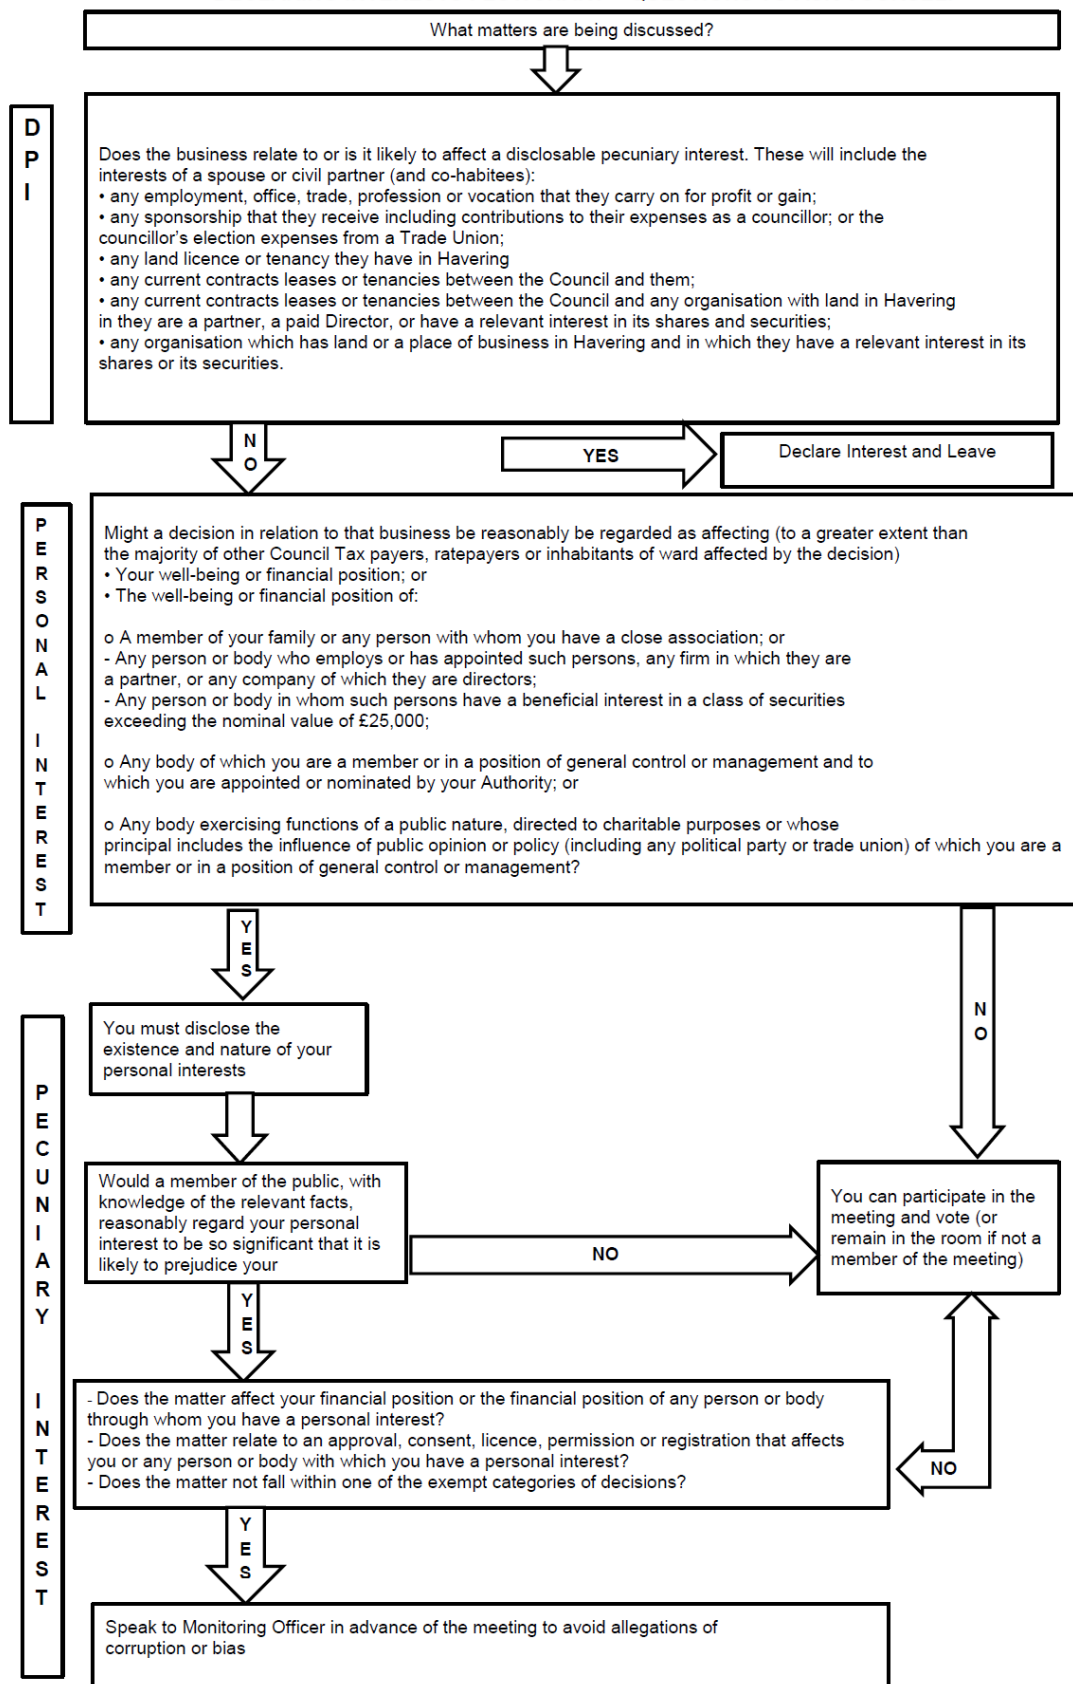 What matters are being discussed?
D
P
I
Does the business relate to or is it likely to affect a disclosable pecuniary interest. These will include the
interests of a spouse or civil partner (and co-habitees):
• any employment, office, trade, profession or vocation that they carry on for profit or gain;
• any sponsorship that they receive including contributions to their expenses as a councillor; or the
councillor's election expenses from a Trade Union;
• any land licence or tenancy they have in Havering
• any current contracts leases or tenancies between the Council and them;
• any current contracts leases or tenancies between the Council and any organisation with land in Havering
in they are a partner, a paid Director, or have a relevant interest in its shares and securities;
• any organisation which has land or a place of business in Havering and in which they have a relevant interest in its
shares or its securities.
N
O
YES
Declare Interest and Leave
P
E
R
S
O
N
A
L
I
N
T
E
R
E
S
T
Might a decision in relation to that business be reasonably be regarded as affecting (to a greater extent than
the majority of other Council Tax payers, ratepayers or inhabitants of ward affected by the decision)
• Your well-being or financial position; or
• The well-being or financial position of:
o A member of your family or any person with whom you have a close association; or
- Any person or body who employs or has appointed such persons, any firm in which they are
a partner, or any company of which they are directors;
- Any person or body in whom such persons have a beneficial interest in a class of securities
exceeding the nominal value of £25,000;
o Any body of which you are a member or in a position of general control or management and to
which you are appointed or nominated by your Authority; or
o Any body exercising functions of a public nature, directed to charitable purposes or whose
principal includes the influence of public opinion or policy (including any political party or trade union) of which you are a
member or in a position of general control or management?
Y
E
S
N
O
P
E
C
U
N
I
A
R
Y
I
N
T
E
R
E
S
T
You must disclose the
existence and nature of your
personal interests
Would a member of the public, with
knowledge of the relevant facts,
reasonably regard your personal
interest to be so significant that it is
likely to prejudice your
NO
You can participate in the
meeting and vote (or
remain in the room if not a
member of the meeting)
Y
E
S
- Does the matter affect your financial position or the financial position of any person or body
through whom you have a personal interest?
- Does the matter relate to an approval, consent, licence, permission or registration that affects
you or any person or body with which you have a personal interest?
- Does the matter not fall within one of the exempt categories of decisions?
NO
Y
E
S
Speak to Monitoring Officer in advance of the meeting to avoid allegations of
corruption or bias